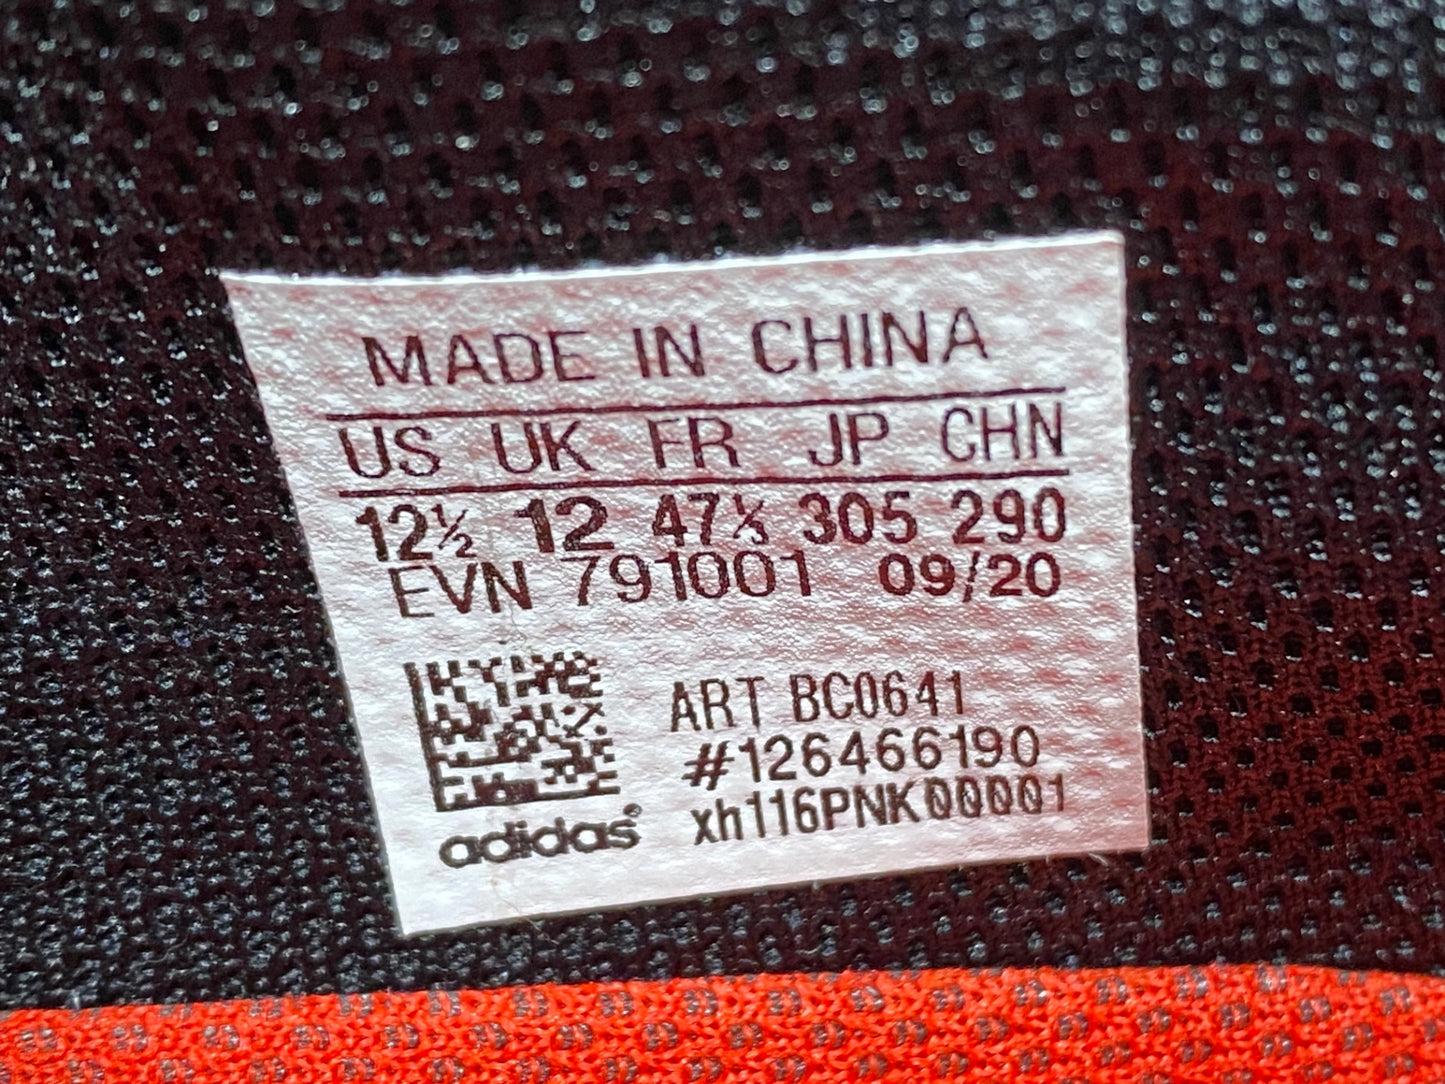 MADE IN CHINA
US UK FR JP CHN
12½ 12 47⅓ 305 290
EVN 791001 09/20
ART BC0641
#126466190
xh116PNK00001
adidas®